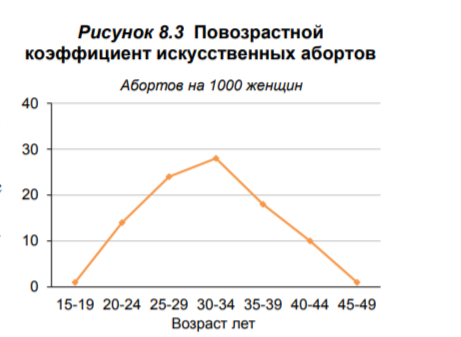 Рисунок 8.3 Повозрастной
коэффициент искусственных абортов
Абортов на 1000 женщин
40
30
20
10
0
15-19 20-24 25-29 30-34 35-39 40-44 45-49
Возраст лет